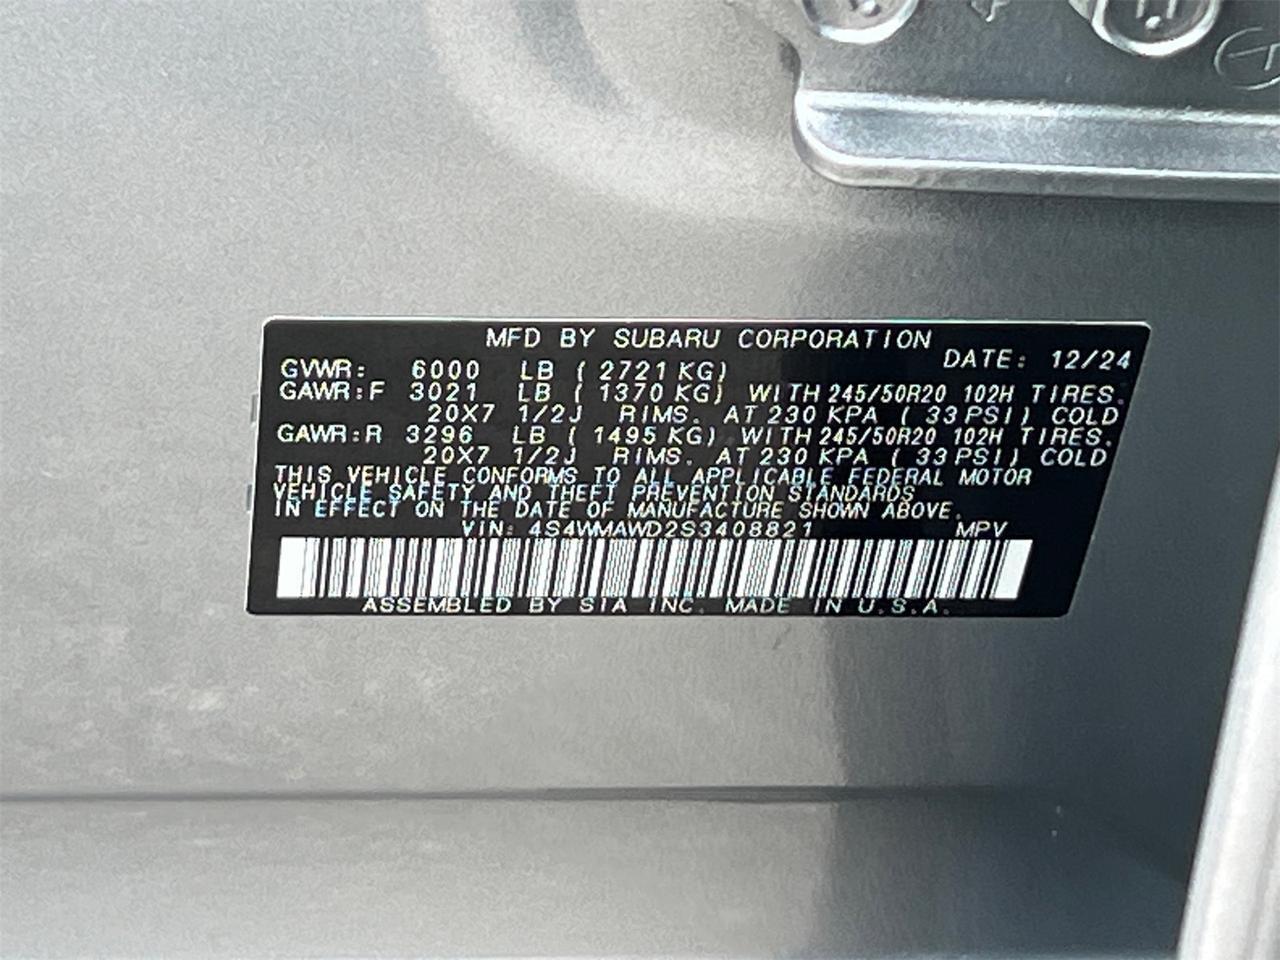 MFD BY SUBARU CORPORATION
DATE: 12/24
GVWR: 6000 LB ( 2721 KG)
GAWR:F 3021 LB ( 1370 KG) WITH 245/50R20 102H TIRES.
20X7 1/2J RIMS. AT 230 KPA ( 33 PSI) COLD
GAWR:R 3296 LB ( 1495 KG) WITH 245/50R20 102H TIRES.
20X7 1/2J RIMS. AT 230 KPA ( 33 PSI) COLD
THIS VEHICLE CONFORMS TO ALL APPLICABLE FEDERAL MOTOR
VEHICLE SAFETY AND THEFT PREVENTION STANDARDS
IN EFFECT ON THE DATE OF MANUFACTURE SHOWN ABOVE.
VIN: 4S4WMAWD2S3408821 MPV
ASSEMBLED BY SIA INC. MADE IN U.S.A.